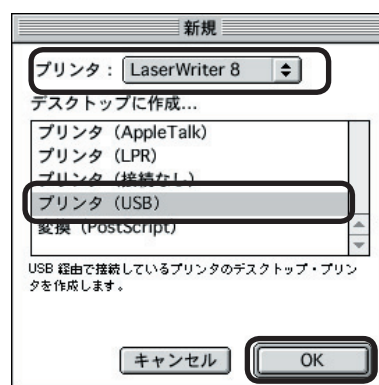 新規
プリンタ： LaserWriter 8
デスクトップに作成...
プリンタ（AppleTalk）
プリンタ（LPR）
プリンタ（接続なし）
プリンタ（USB）
変換（PostScript）
USB 経由で接続しているプリンタのデスクトップ・プリン
タを作成します。
キャンセル OK